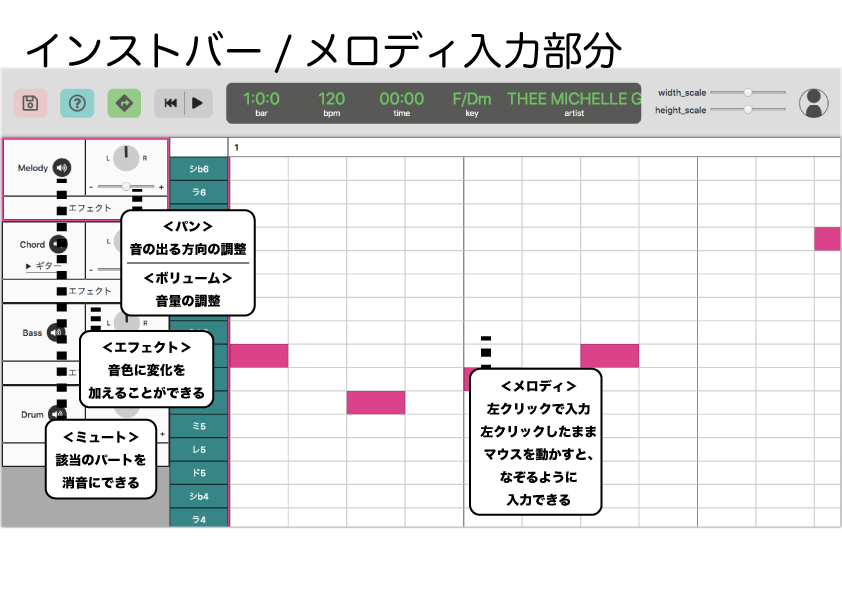 インストバー / メロディ入力部分
1:0:0
bar
120
bpm
00:00
time
F/Dm
key
THEE MICHELLE G
artist
width_scale
height_scale
1
Melody
L
R
-
+
エフェクト
Chord
L
▶ ギター
-
エフェクト
Bass
L
R
Drum
+
シb6
ラ6
ミ5
レ5
ド5
シb4
ラ4
＜パン＞
音の出る方向の調整
＜ボリューム＞
音量の調整
＜エフェクト＞
音色に変化を
加えることができる
＜ミュート＞
該当のパートを
消音にできる
＜メロディ＞
左クリックで入力
左クリックしたまま
マウスを動かすと、
なぞるように
入力できる